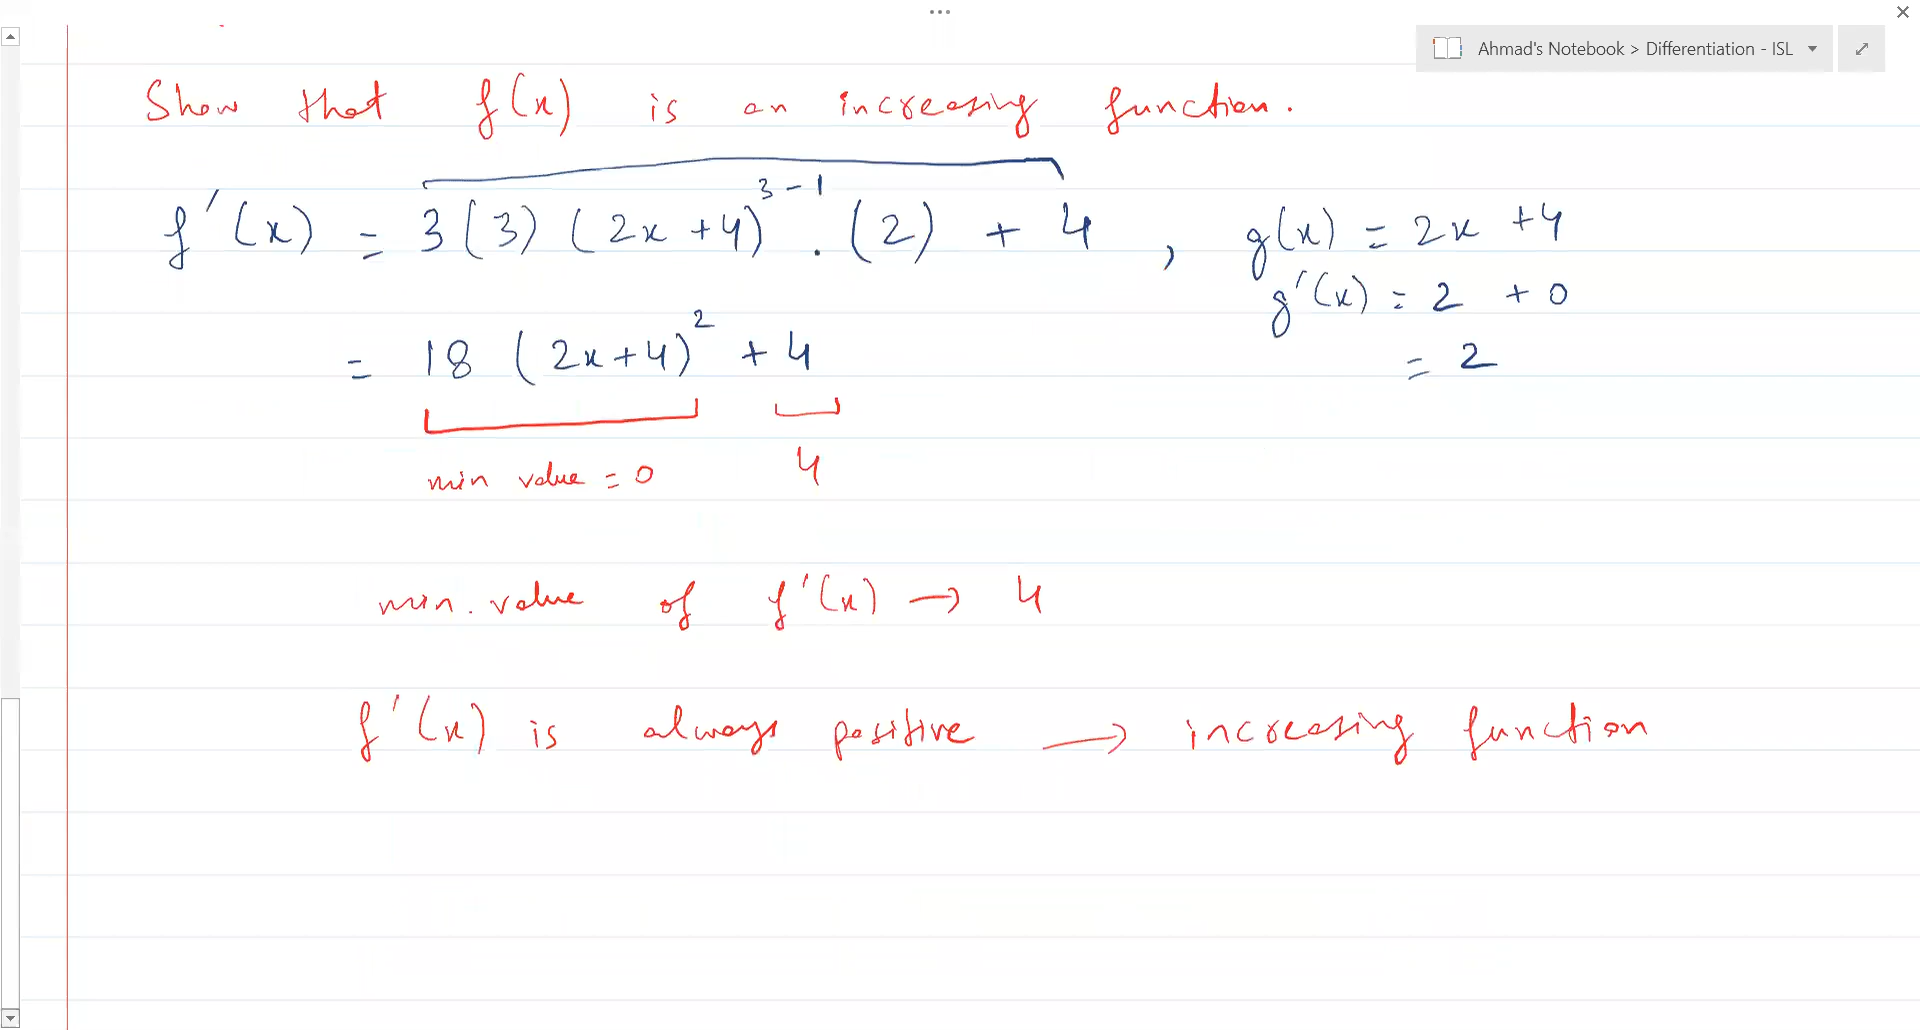 Ahmad's Notebook > Differentiation - ISL
Show that f(x) is an increasing function.
f'(x) = 3(3)(2x+4)^{3-1} . (2) + 4 , g(x) = 2x +4
g'(x) = 2 + 0
= 18 (2x+4)^2 + 4
= 2
min value = 0 4
min. value of f'(x) → 4
f'(x) is always positive → increasing function